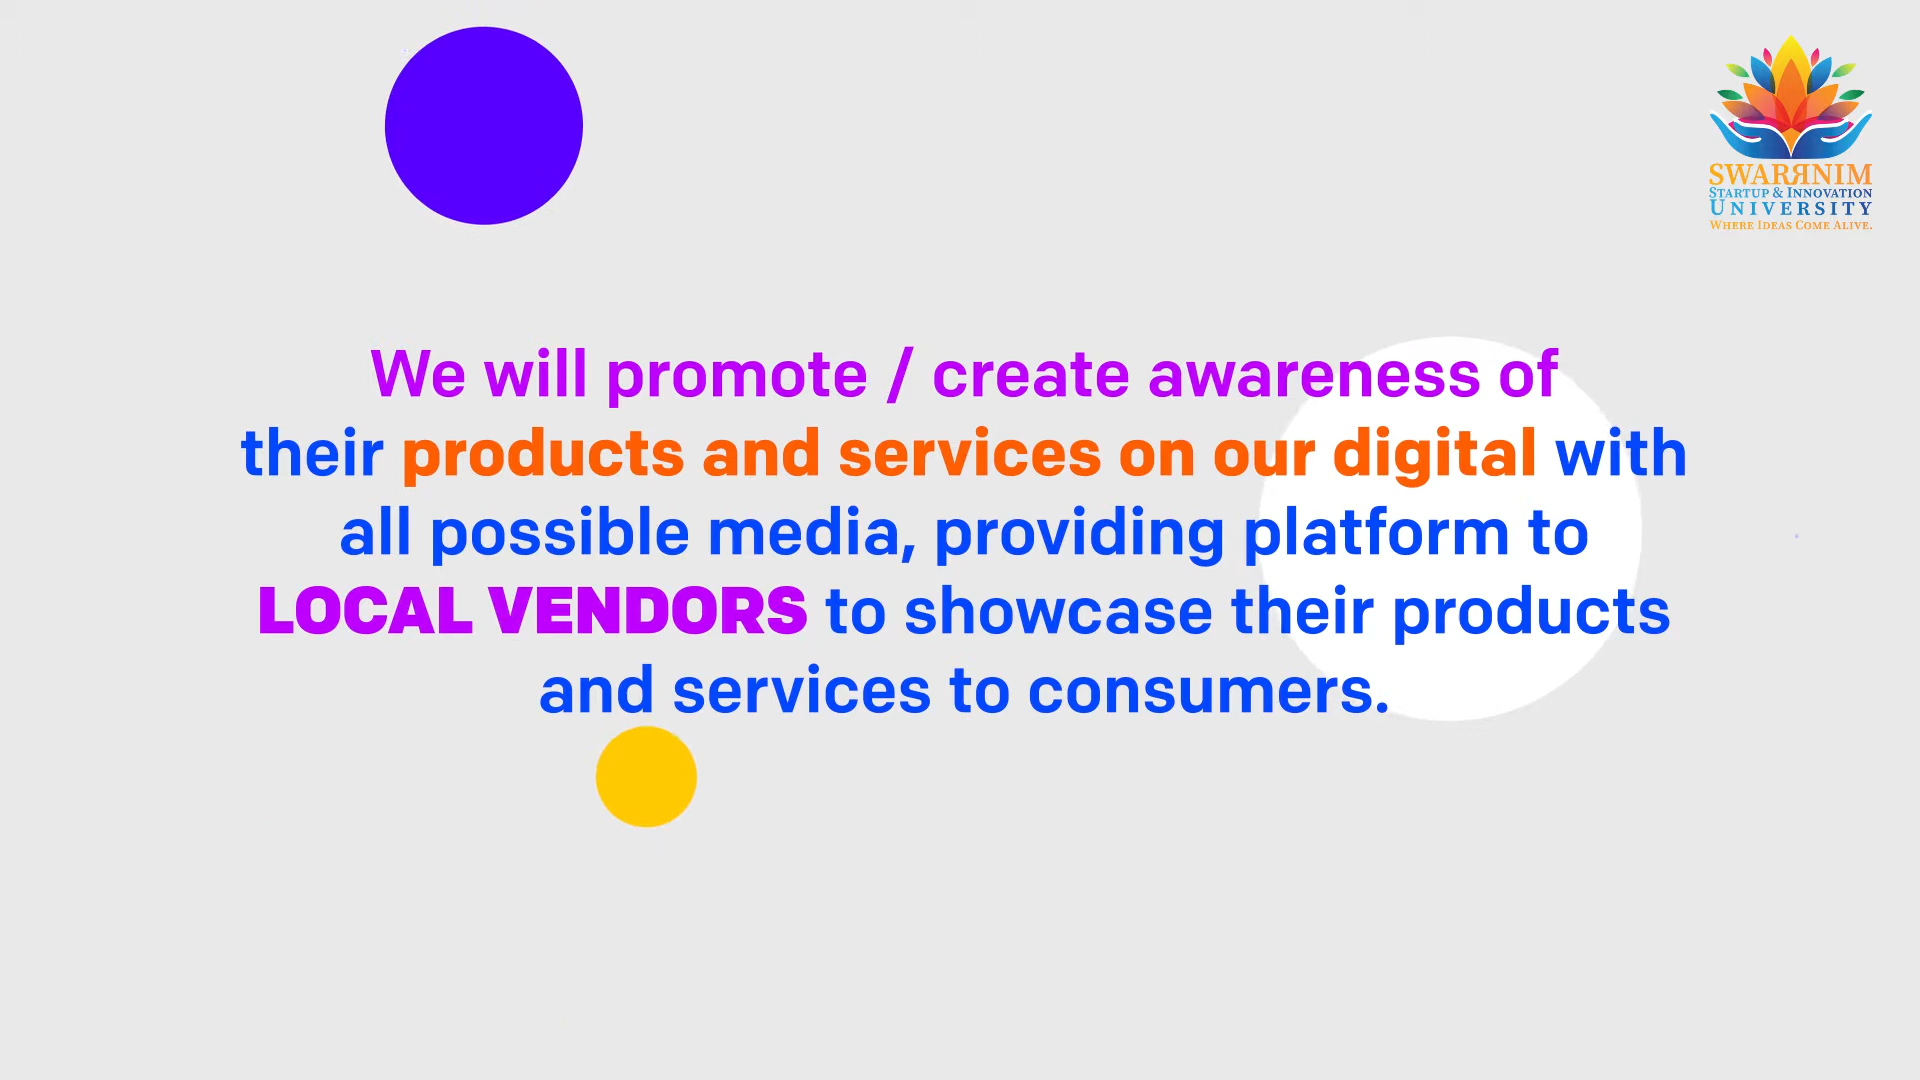 SWARRNIM
STARTUP & INNOVATION
UNIVERSITY
WHERE IDEAS COME ALIVE.
We will promote / create awareness of
their products and services on our digital with
all possible media, providing platform to
LOCAL VENDORS to showcase their products
and services to consumers.